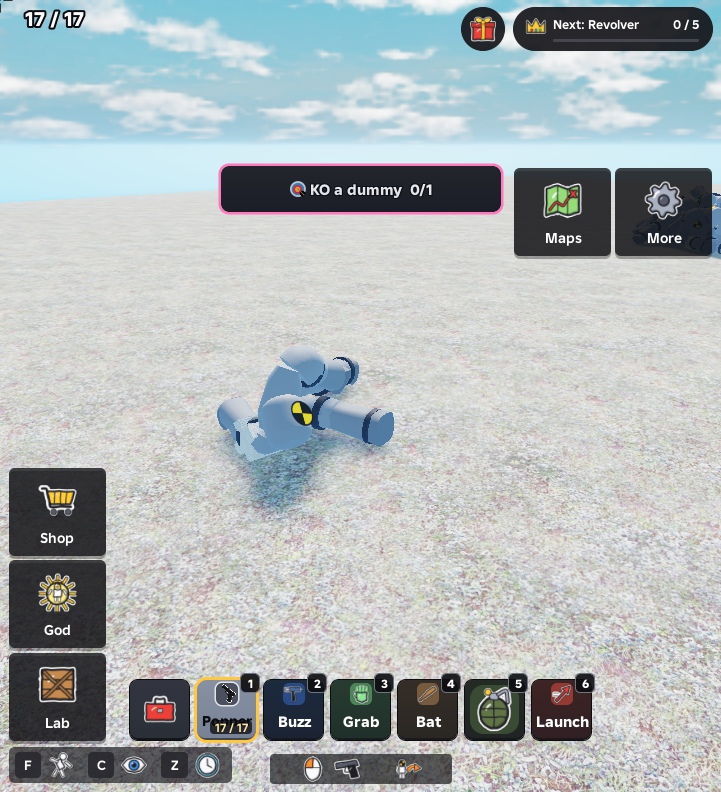 17 / 17
Next: Revolver 0 / 5
KO a dummy 0/1
Maps
More
Shop
God
Lab
1
Popper
17 / 17
2
Buzz
3
Grab
4
Bat
5
6
Launch
F
C
Z